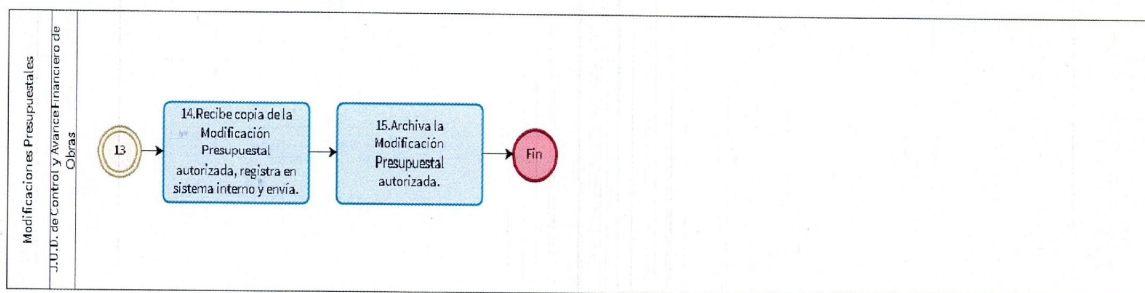 Modificaciones Presupuestales
J.U.D. de Control y Avance Financiero de
Obras
13
14.Recibe copia de la
Modificación
Presupuestal
autorizada, registra en
sistema interno y envía.
15.Archiva la
Modificación
Presupuestal
autorizada.
Fin